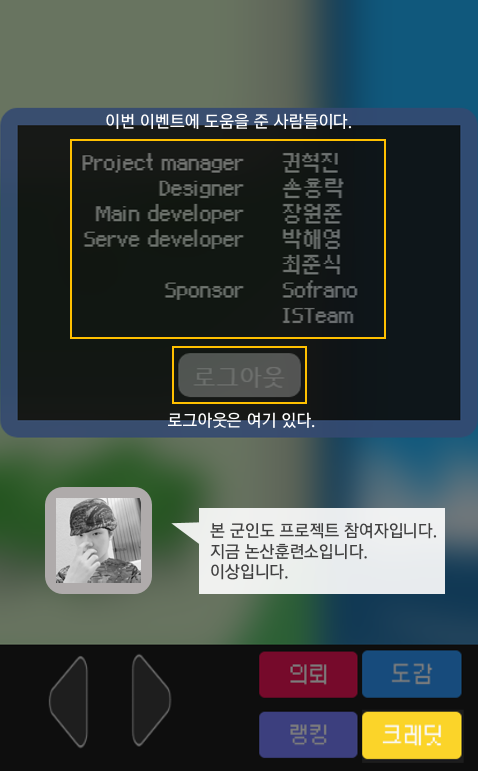 이번 이벤트에 도움을 준 사람들이다.
Project manager 권혁진
Designer 손용락
Main developer 장원준
Serve developer 박해영
최준식
Sponsor Sofrano
ISTeam
로그아웃
로그아웃은 여기 있다.
본 군인도 프로젝트 참여자입니다.
지금 논산훈련소입니다.
이상입니다.
의뢰 도감
랭킹 크레딧